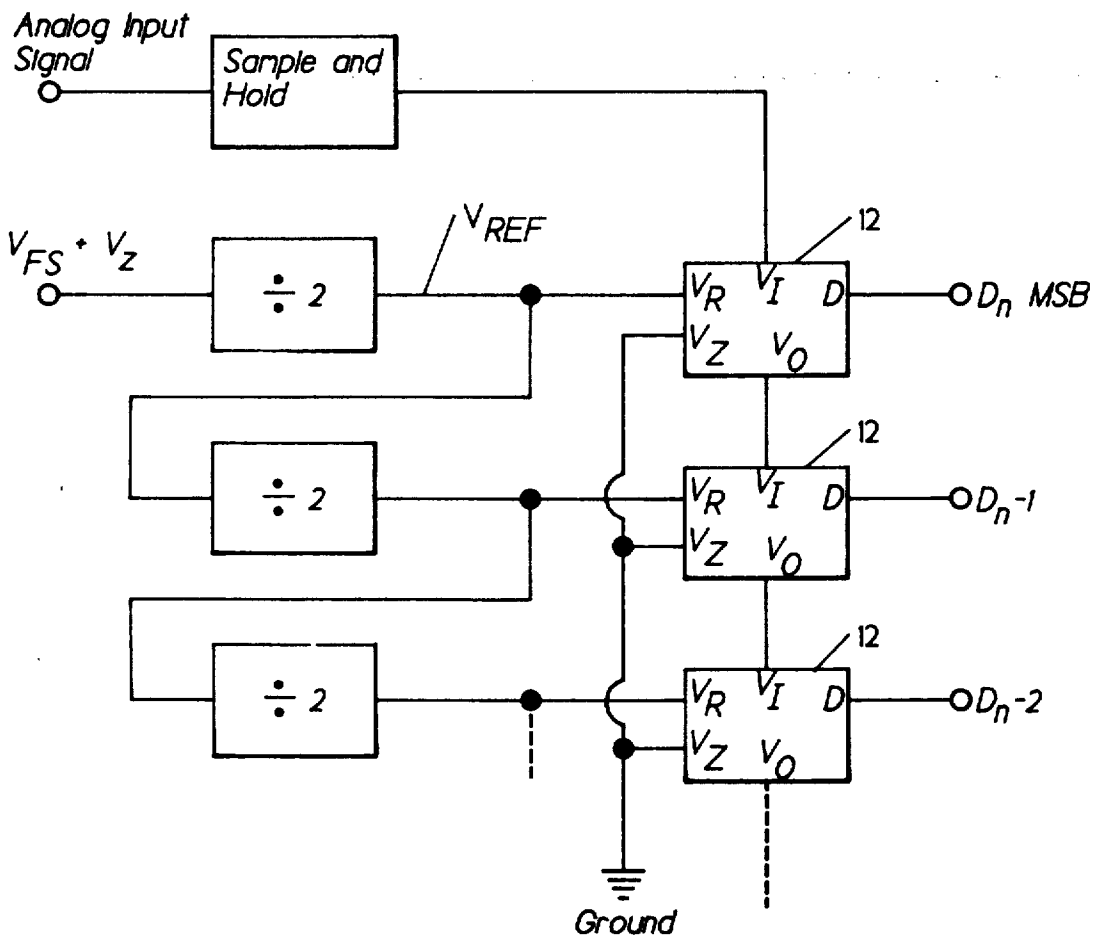 Analog Input
Signal
Sample and
Hold
V_FS + V_Z
÷ 2
V_REF
12
V_R V_I D
V_Z V_O
D_n MSB
÷ 2
12
V_R V_I D
V_Z V_O
D_n-1
÷ 2
12
V_R V_I D
V_Z V_O
D_n-2
Ground